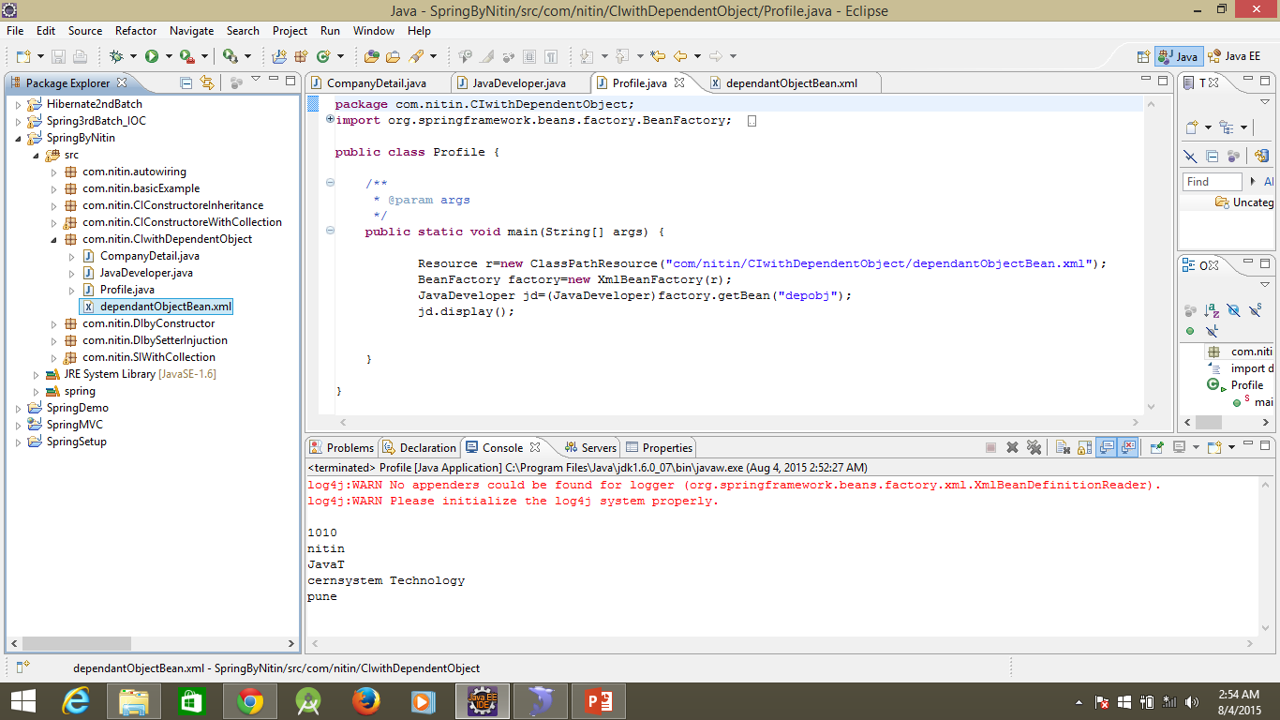 Java - SpringByNitin/src/com/nitin/CIwithDependentObject/Profile.java - Eclipse
File Edit Source Refactor Navigate Search Project Run Window Help
Java Java EE
Package Explorer
Hibernate2ndBatch
Spring3rdBatch_IOC
SpringByNitin
src
com.nitin.autowiring
com.nitin.basicExample
com.nitin.CIConstructoreInheritance
com.nitin.CIConstructoreWithCollection
com.nitin.CIwithDependentObject
CompanyDetail.java
JavaDeveloper.java
Profile.java
dependantObjectBean.xml
com.nitin.DIbyConstructor
com.nitin.DIbySetterInjuction
com.nitin.SIWithCollection
JRE System Library [JavaSE-1.6]
spring
SpringDemo
SpringMVC
SpringSetup
CompanyDetail.java JavaDeveloper.java Profile.java dependantObjectBean.xml
package com.nitin.CIwithDependentObject;
import org.springframework.beans.factory.BeanFactory;
public class Profile {
/**
* @param args
*/
public static void main(String[] args) {
Resource r=new ClassPathResource("com/nitin/CIwithDependentObject/dependantObjectBean.xml");
BeanFactory factory=new XmlBeanFactory(r);
JavaDeveloper jd=(JavaDeveloper)factory.getBean("depobj");
jd.display();
}
}
T
Find Al
Uncateg
O
com.niti
import d
Profile
S mai
Problems Declaration Console Servers Properties
<terminated> Profile [Java Application] C:\Program Files\Java\jdk1.6.0_07\bin\javaw.exe (Aug 4, 2015 2:52:27 AM)
log4j:WARN No appenders could be found for logger (org.springframework.beans.factory.xml.XmlBeanDefinitionReader).
log4j:WARN Please initialize the log4j system properly.
1010
nitin
JavaT
cernsystem Technology
pune
dependantObjectBean.xml - SpringByNitin/src/com/nitin/CIwithDependentObject
Java EE
IDE
2:54 AM
8/4/2015